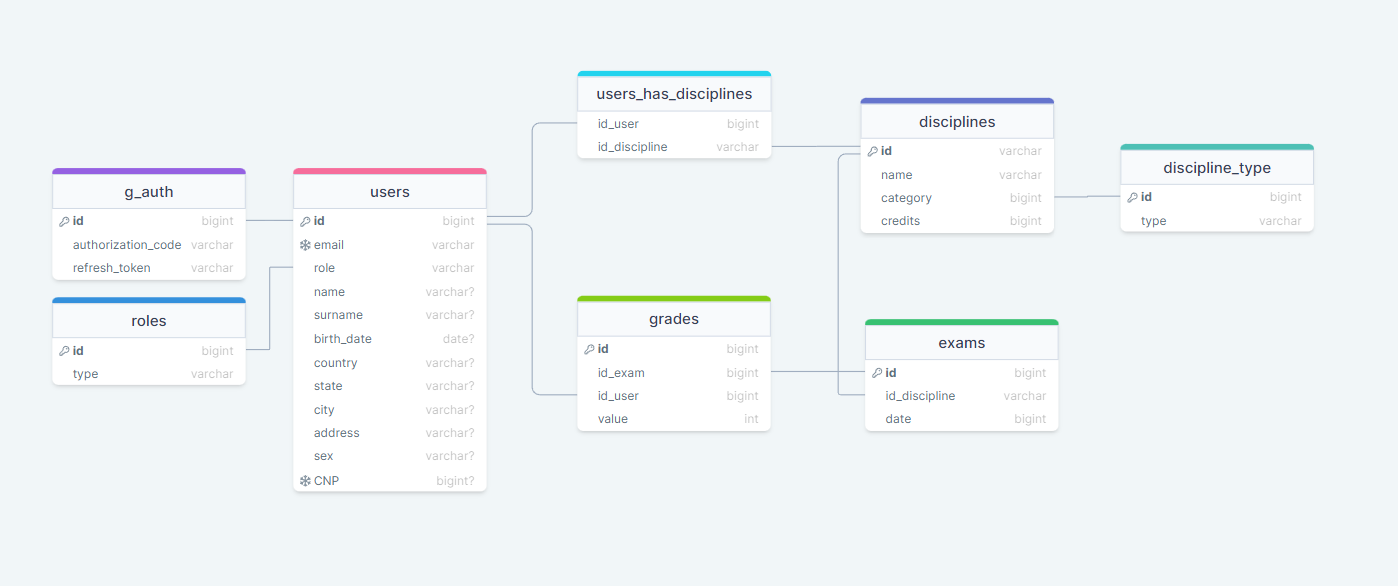 g_auth
id bigint
authorization_code varchar
refresh_token varchar
roles
id bigint
type varchar
users
id bigint
email varchar
role varchar
name varchar?
surname varchar?
birth_date date?
country varchar?
state varchar?
city varchar?
address varchar?
sex varchar?
CNP bigint?
users_has_disciplines
id_user bigint
id_discipline varchar
grades
id bigint
id_exam bigint
id_user bigint
value int
disciplines
id varchar
name varchar
category bigint
credits bigint
exams
id bigint
id_discipline varchar
date bigint
discipline_type
id bigint
type varchar